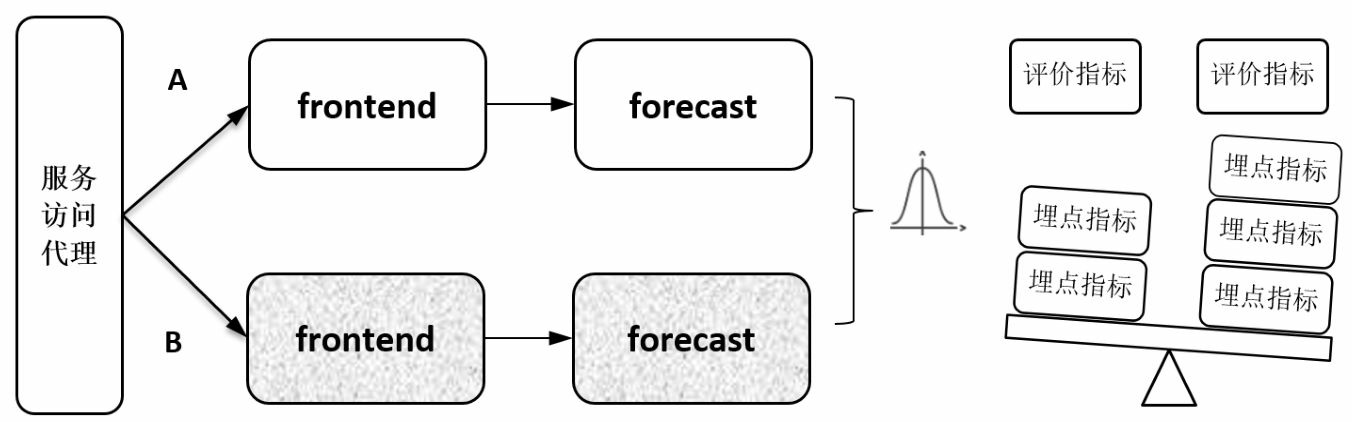 服务
访问
代理
A
frontend
forecast
B
frontend
forecast
评价指标
评价指标
埋点指标
埋点指标
埋点指标
埋点指标
埋点指标